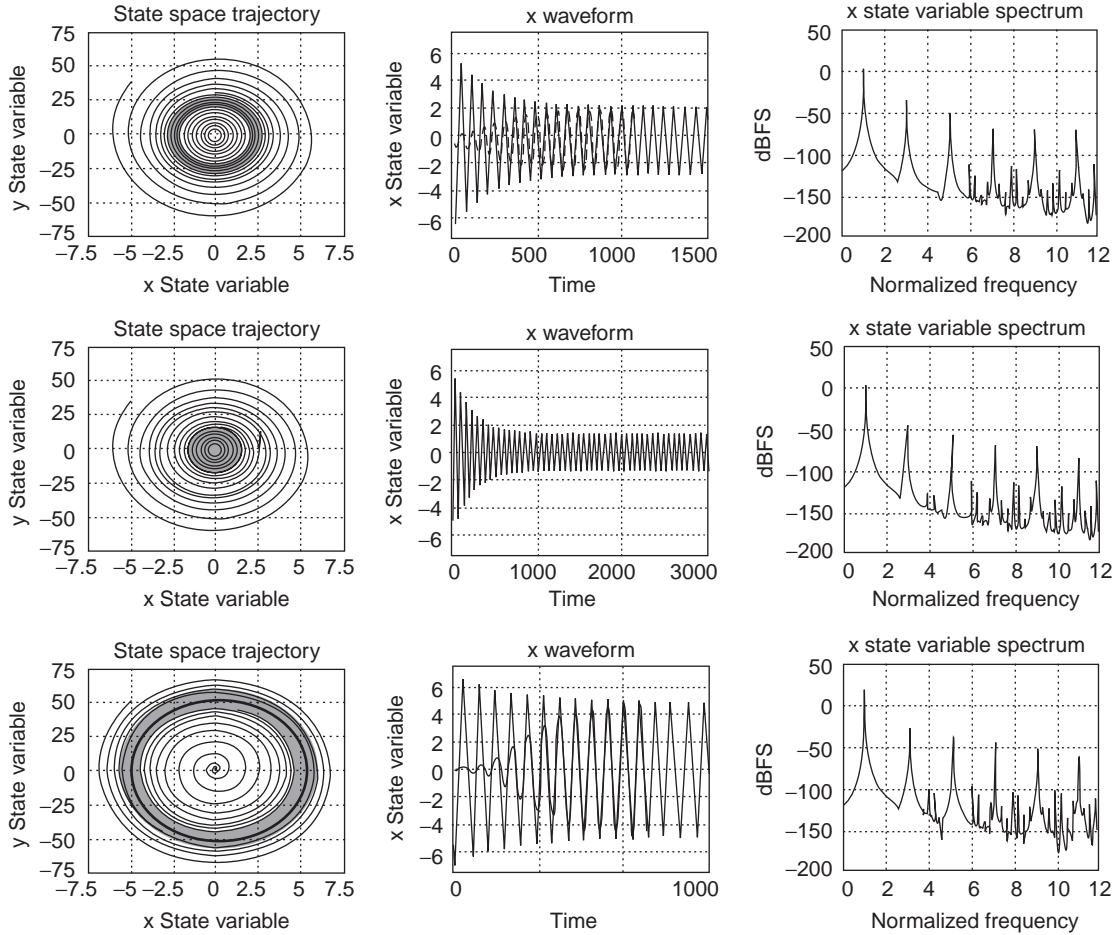 State space trajectory
75
50
25
0
−25
−50
−75
y State variable
−7.5 −5 −2.5 0 2.5 5 7.5
x State variable
x waveform
6
4
2
0
−2
−4
−6
x State variable
0 500 1000 1500
Time
x state variable spectrum
50
0
−50
−100
−150
−200
dBFS
0 2 4 6 8 10 12
Normalized frequency
State space trajectory
75
50
25
0
−25
−50
−75
y State variable
−7.5 −5 −2.5 0 2.5 5 7.5
x State variable
x waveform
6
4
2
0
−2
−4
−6
x State variable
0 1000 2000 3000
Time
x state variable spectrum
50
0
−50
−100
−150
−200
dBFS
0 2 4 6 8 10 12
Normalized frequency
State space trajectory
75
50
25
0
−25
−50
−75
y State variable
−7.5 −5 −2.5 0 2.5 5 7.5
x State variable
x waveform
6
4
2
0
−2
−4
−6
x State variable
0 1000
Time
x state variable spectrum
50
0
−50
−100
−150
−200
dBFS
0 2 4 6 8 10 12
Normalized frequency